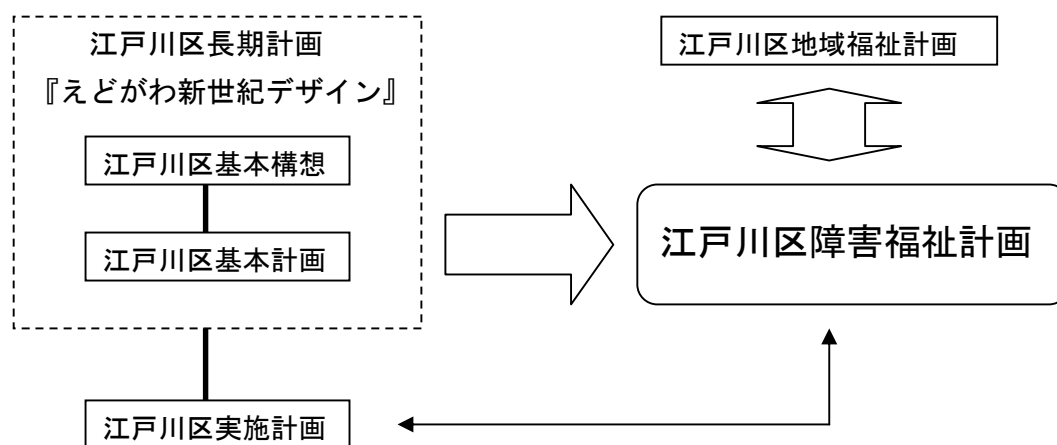 江戸川区長期計画
『えどがわ新世紀デザイン』
江戸川区基本構想
江戸川区基本計画
江戸川区実施計画
江戸川区地域福祉計画
江戸川区障害福祉計画